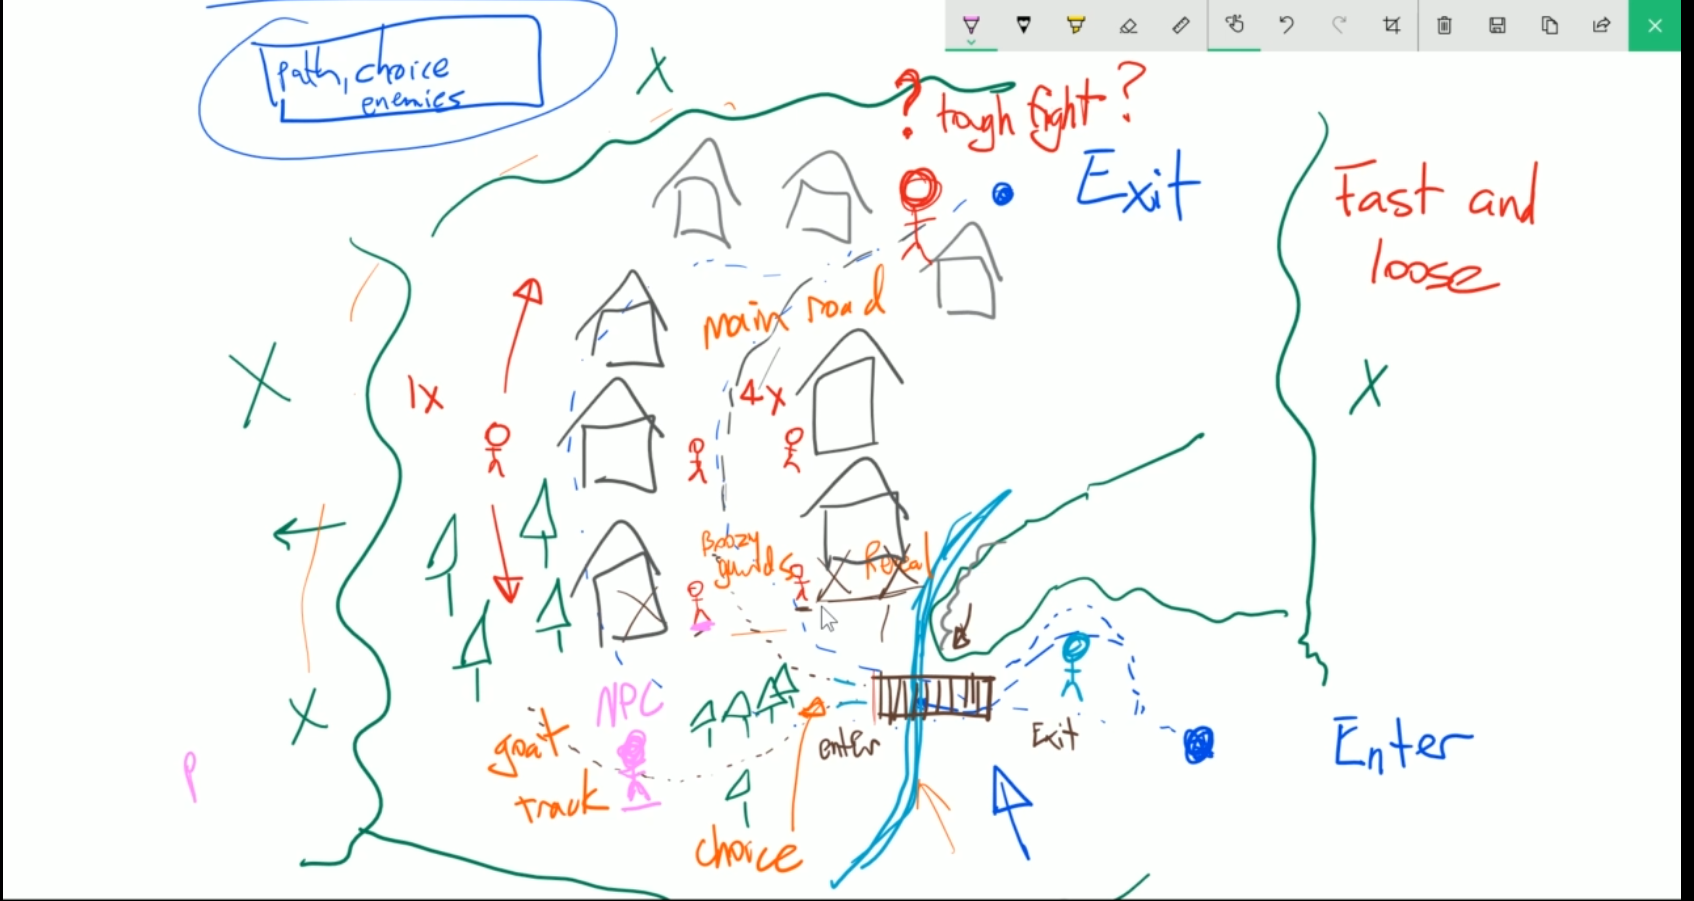 path, choice
enemies
X
?
tough fight?
Exit
Fast and
loose
main road
1x
4x
X
X
Boozy
guards
Reveal
X
NPC
goat
track
enter
Exit
Enter
P
choice